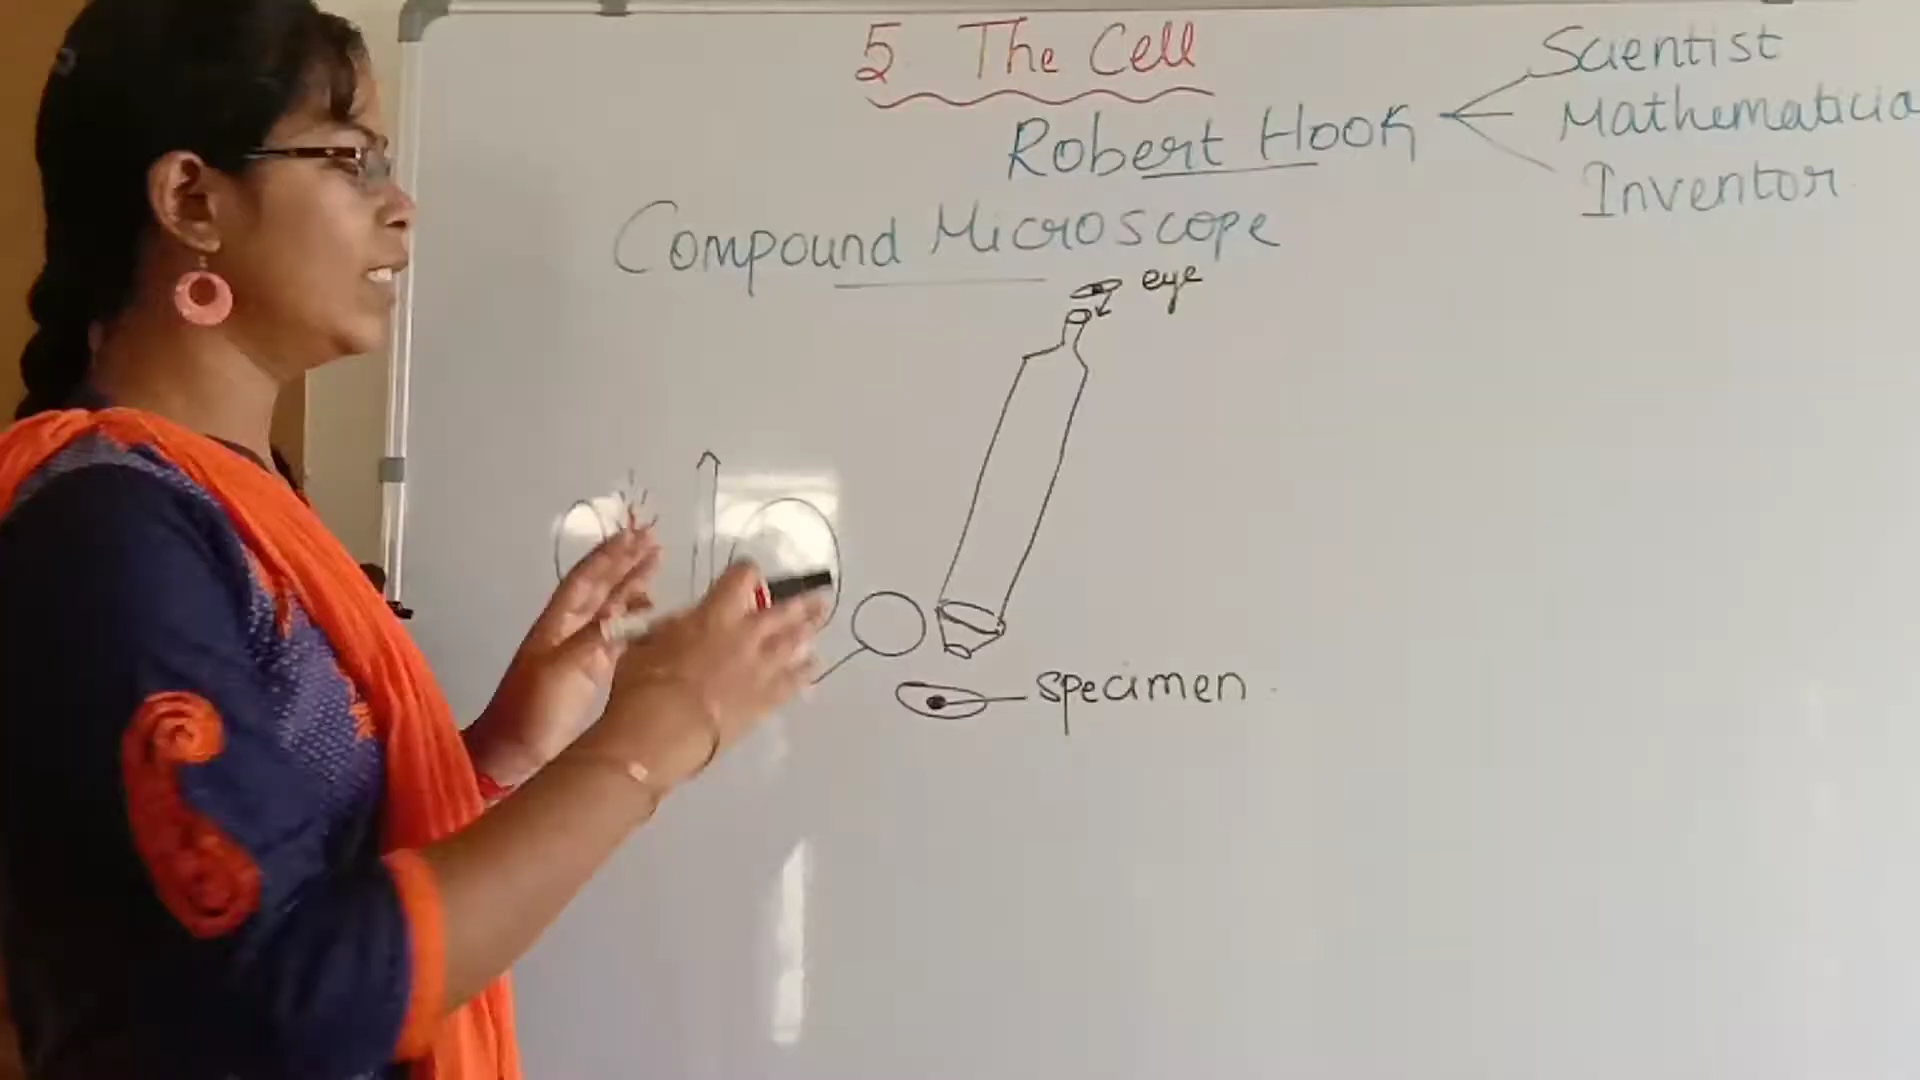 5. The Cell
Robert Hook
Scientist
Mathematicia
Inventor
Compound Microscope
eye
specimen